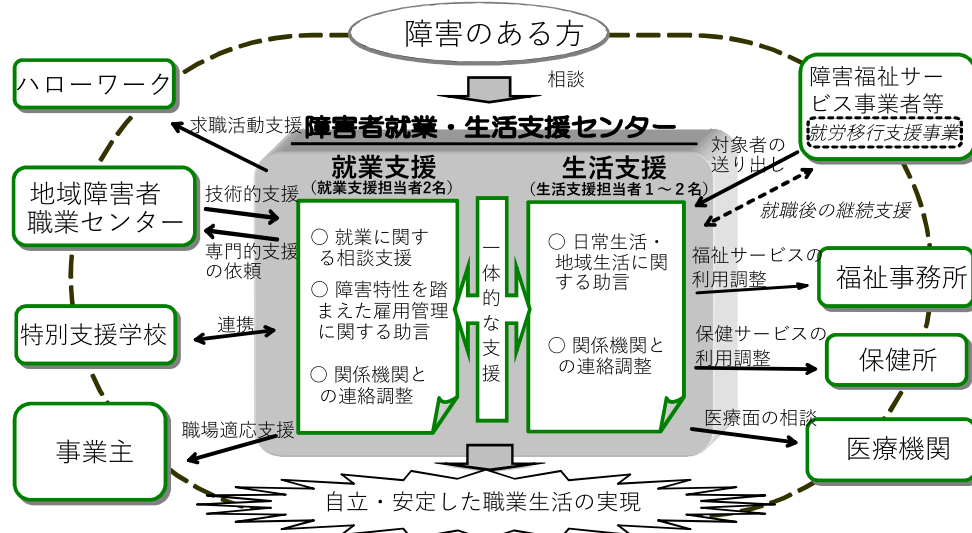 障害のある方
相談
ハローワーク
求職活動支援
地域障害者
職業センター
技術的支援
専門的支援
の依頼
特別支援学校
連携
事業主
職場適応支援
障害者就業・生活支援センター
就業支援
(就業支援担当者2名)
○ 就業に関す
る相談支援
○ 障害特性を踏
まえた雇用管理
に関する助言
○ 関係機関と
の連絡調整
一体的な支援
生活支援
(生活支援担当者1～2名)
○ 日常生活・
地域生活に関
する助言
○ 関係機関と
の連絡調整
障害福祉サー
ビス事業者等
就労移行支援事業
対象者の
送り出し
就職後の継続支援
福祉サービスの
利用調整
福祉事務所
保健サービスの
利用調整
保健所
医療面の相談
医療機関
自立・安定した職業生活の実現